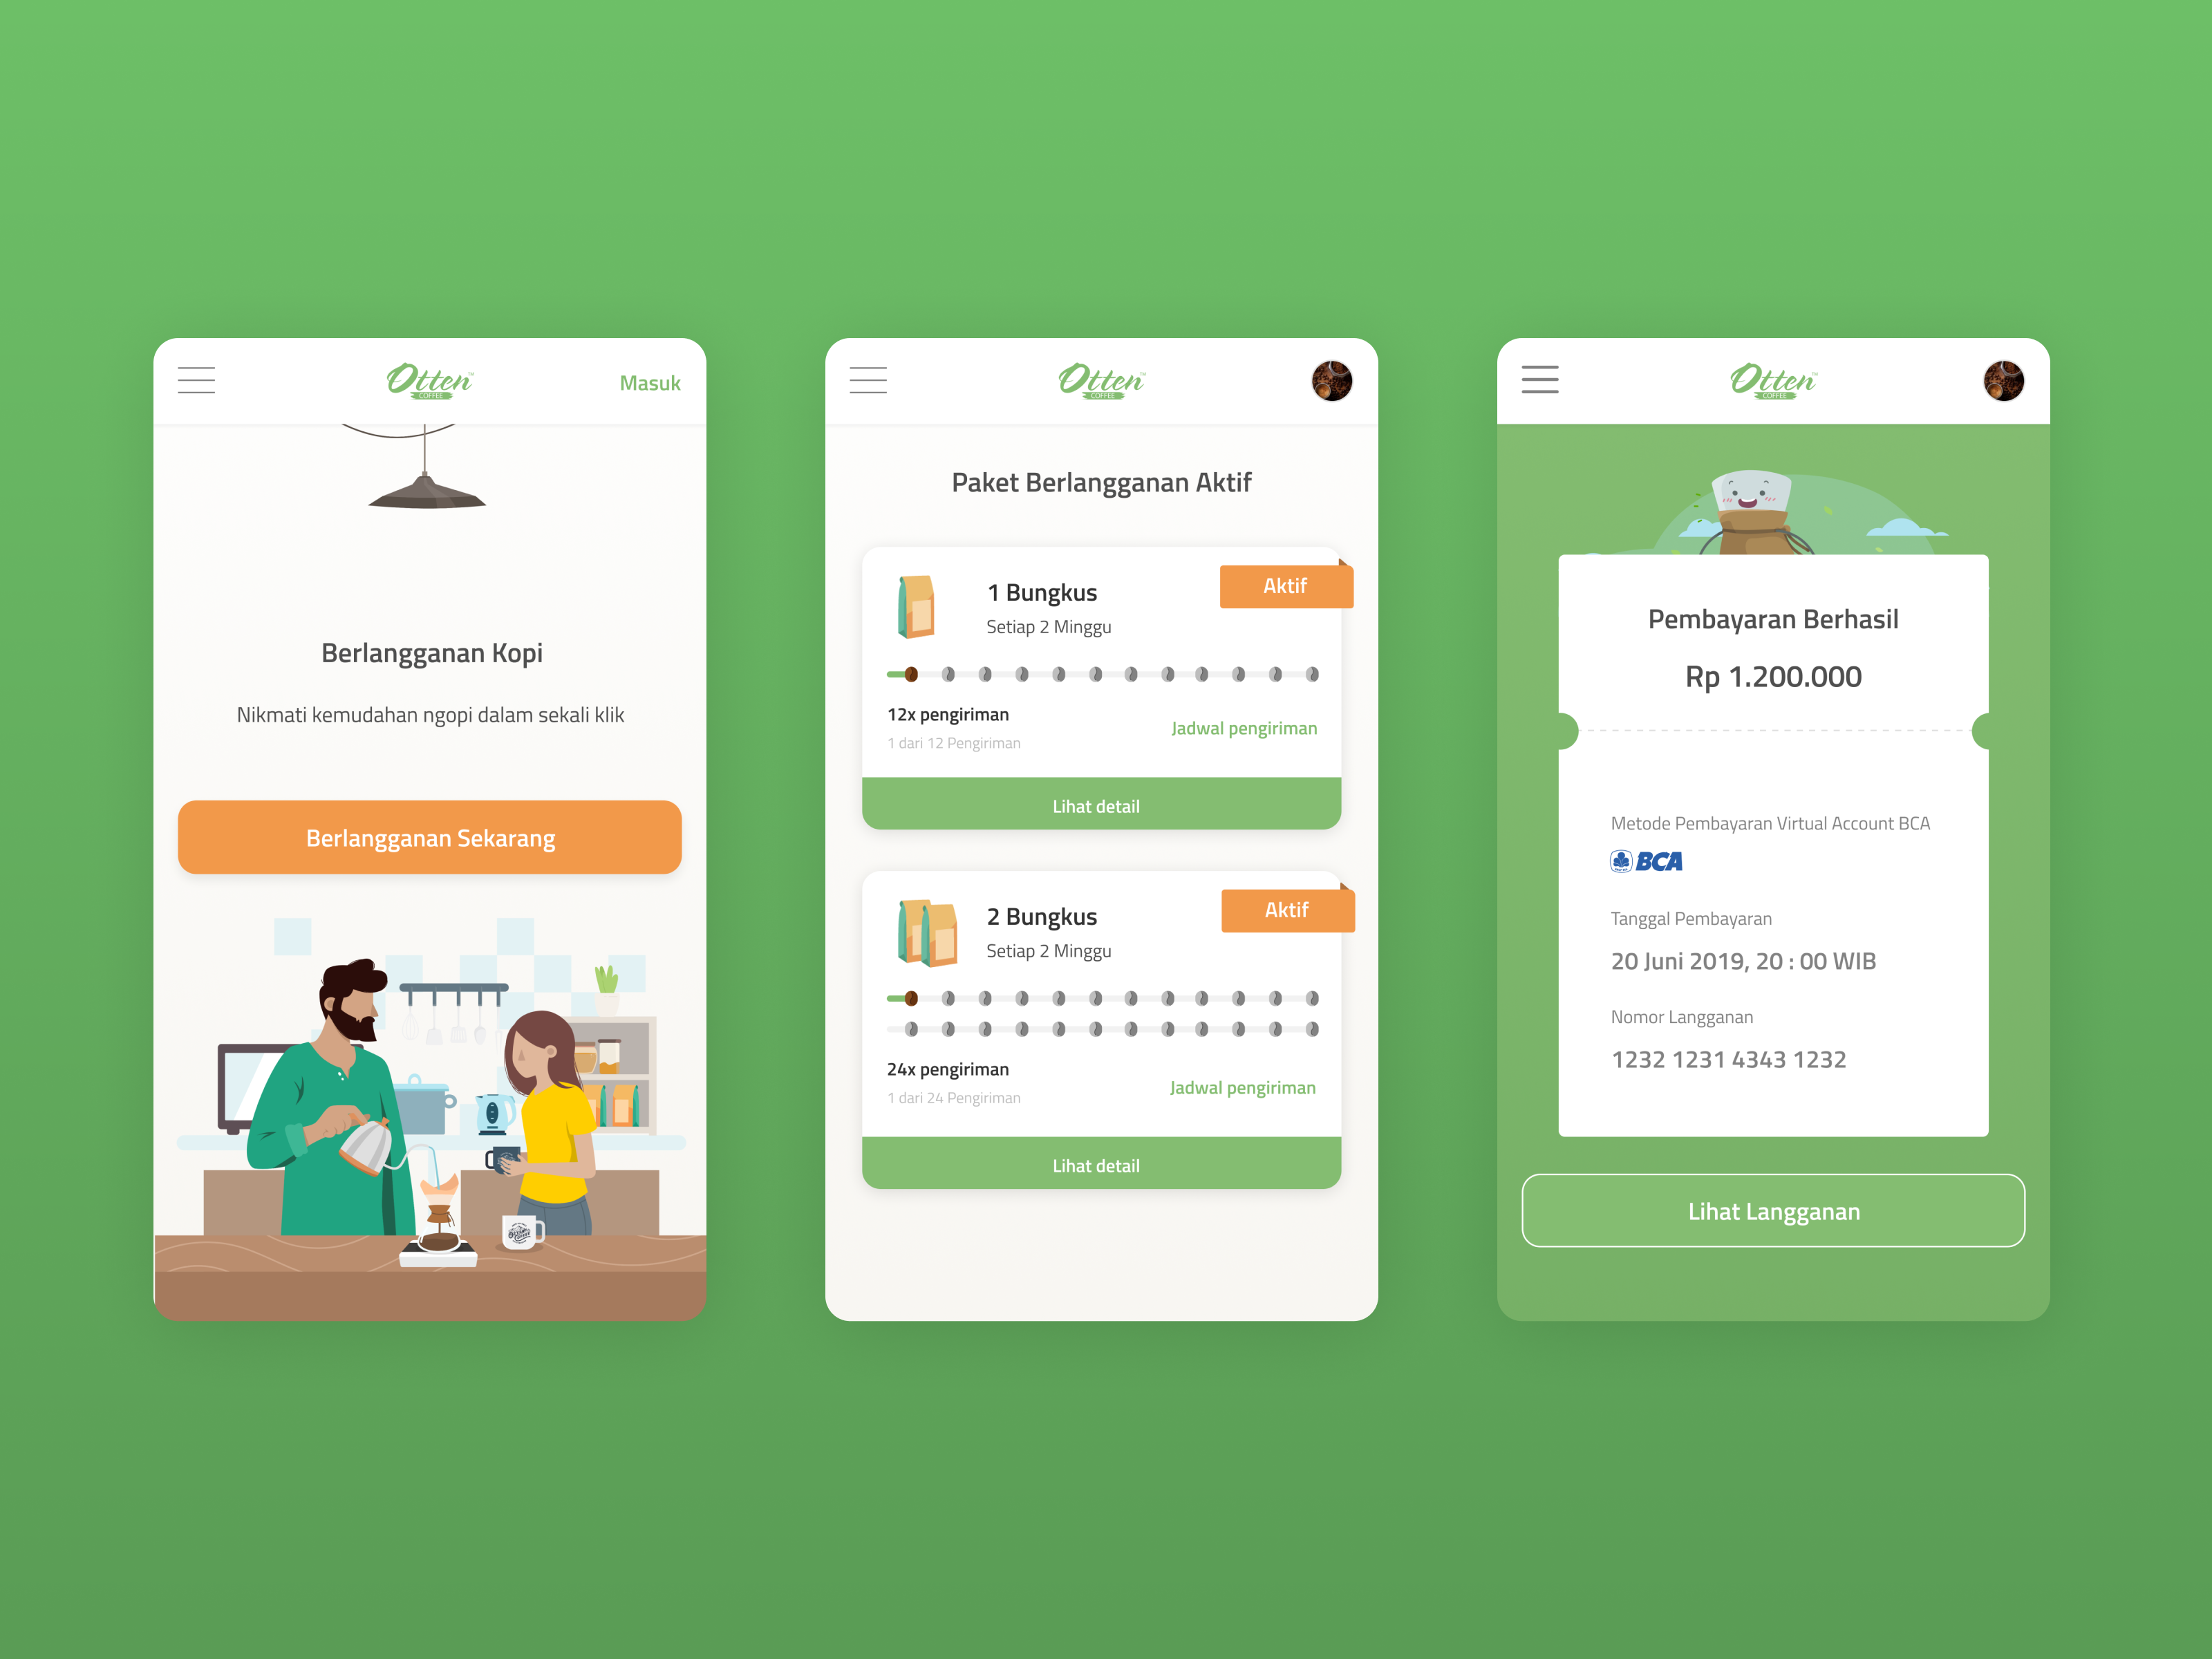 Otten
COFFEE
Masuk
Berlangganan Kopi
Nikmati kemudahan ngopi dalam sekali klik
Berlangganan Sekarang
Otten
COFFEE
Paket Berlangganan Aktif
1 Bungkus
Aktif
Setiap 2 Minggu
12x pengiriman
1 dari 12 Pengiriman
Jadwal pengiriman
Lihat detail
2 Bungkus
Aktif
Setiap 2 Minggu
24x pengiriman
1 dari 24 Pengiriman
Jadwal pengiriman
Lihat detail
Otten
COFFEE
Pembayaran Berhasil
Rp 1.200.000
Metode Pembayaran Virtual Account BCA
BCA
Tanggal Pembayaran
20 Juni 2019, 20 : 00 WIB
Nomor Langganan
1232 1231 4343 1232
Lihat Langganan